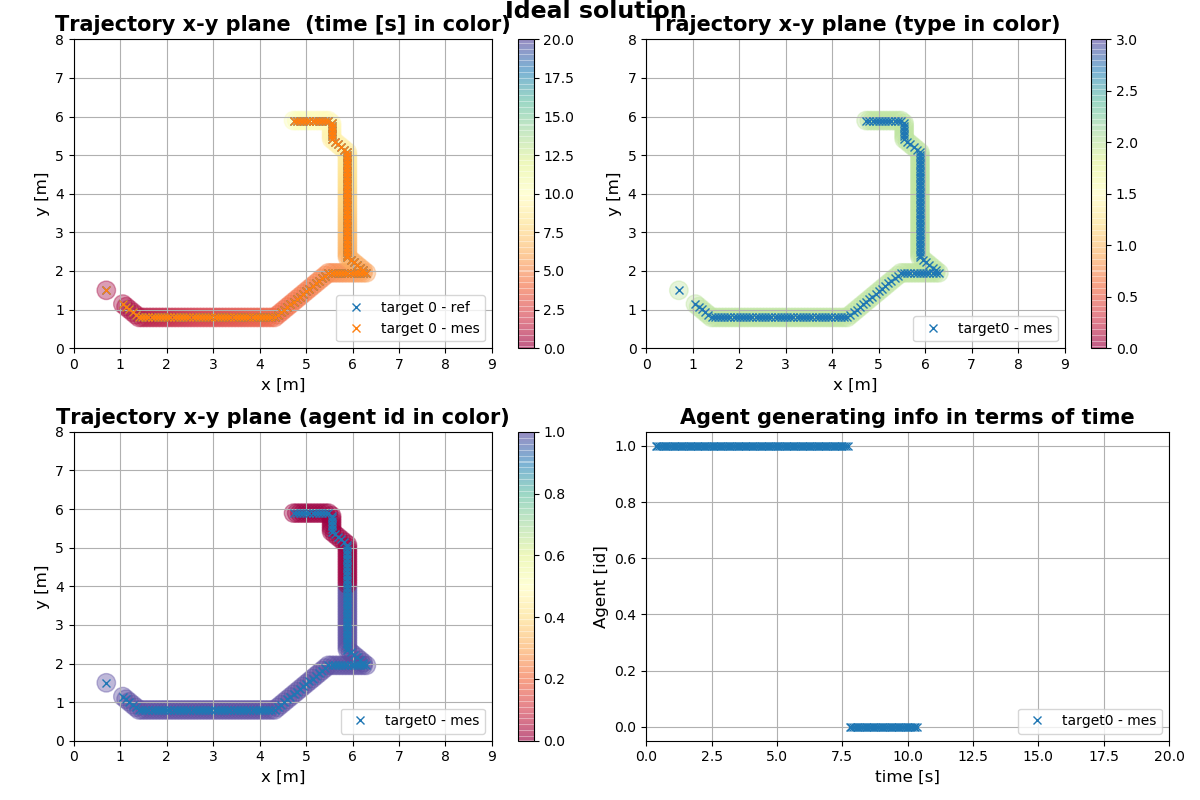 Ideal solution
Trajectory x-y plane  (time [s] in color)
8
7
6
5
4
3
2
1
0
y [m]
0 1 2 3 4 5 6 7 8 9
x [m]
target 0 - ref
target 0 - mes
20.0
17.5
15.0
12.5
10.0
7.5
5.0
2.5
0.0
Trajectory x-y plane (type in color)
8
7
6
5
4
3
2
1
0
y [m]
0 1 2 3 4 5 6 7 8 9
x [m]
target0 - mes
3.0
2.5
2.0
1.5
1.0
0.5
0.0
Trajectory x-y plane (agent id in color)
8
7
6
5
4
3
2
1
0
y [m]
0 1 2 3 4 5 6 7 8 9
x [m]
target0 - mes
1.0
0.8
0.6
0.4
0.2
0.0
Agent generating info in terms of time
1.0
0.8
0.6
0.4
0.2
0.0
Agent [id]
0.0 2.5 5.0 7.5 10.0 12.5 15.0 17.5 20.0
time [s]
target0 - mes